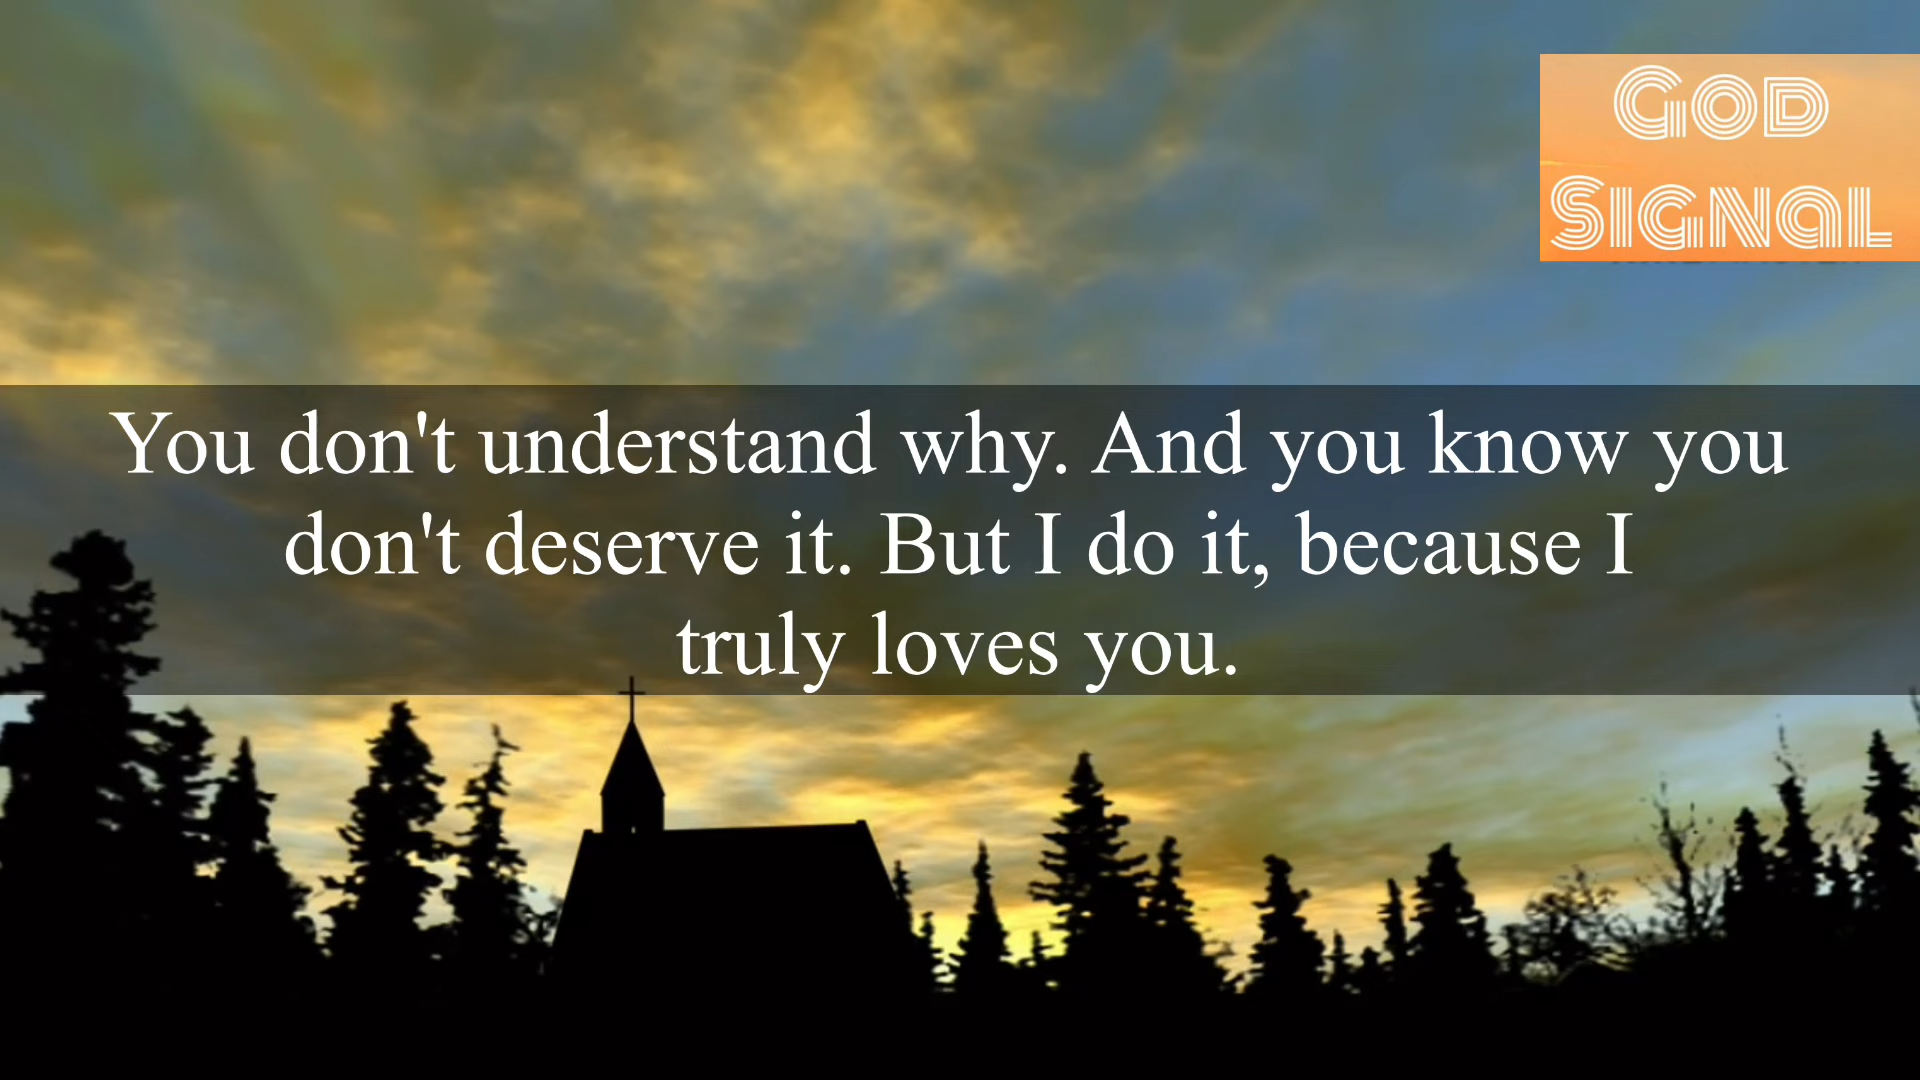 God
Signal
You don't understand why. And you know you
don't deserve it. But I do it, because I
truly loves you.